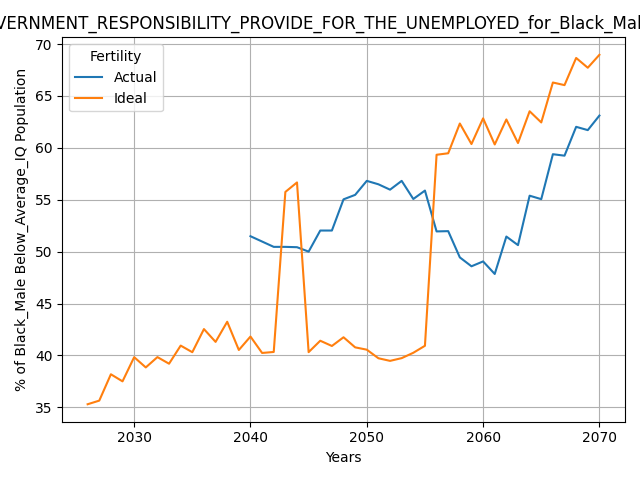 VERNMENT_RESPONSIBILITY_PROVIDE_FOR_THE_UNEMPLOYED_for_Black_Male
% of Black_Male Below_Average_IQ Population
Fertility
Actual
Ideal
70
65
60
55
50
45
40
35
2030 2040 2050 2060 2070
Years